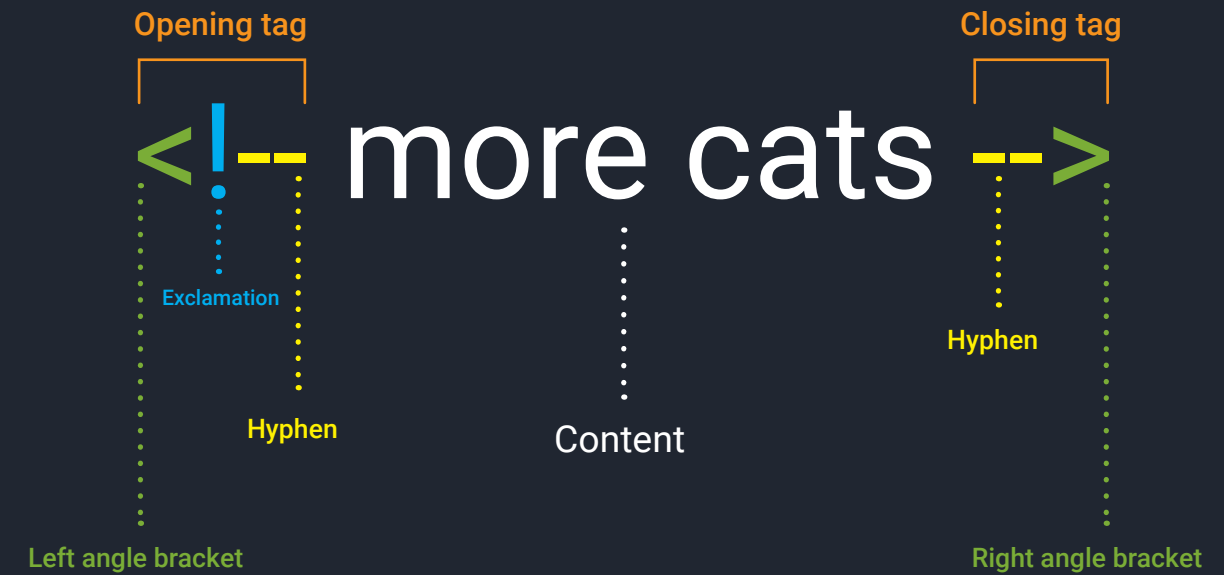 Opening tag
Closing tag
<!-- more cats -->
Exclamation
Hyphen
Hyphen
Content
Left angle bracket
Right angle bracket